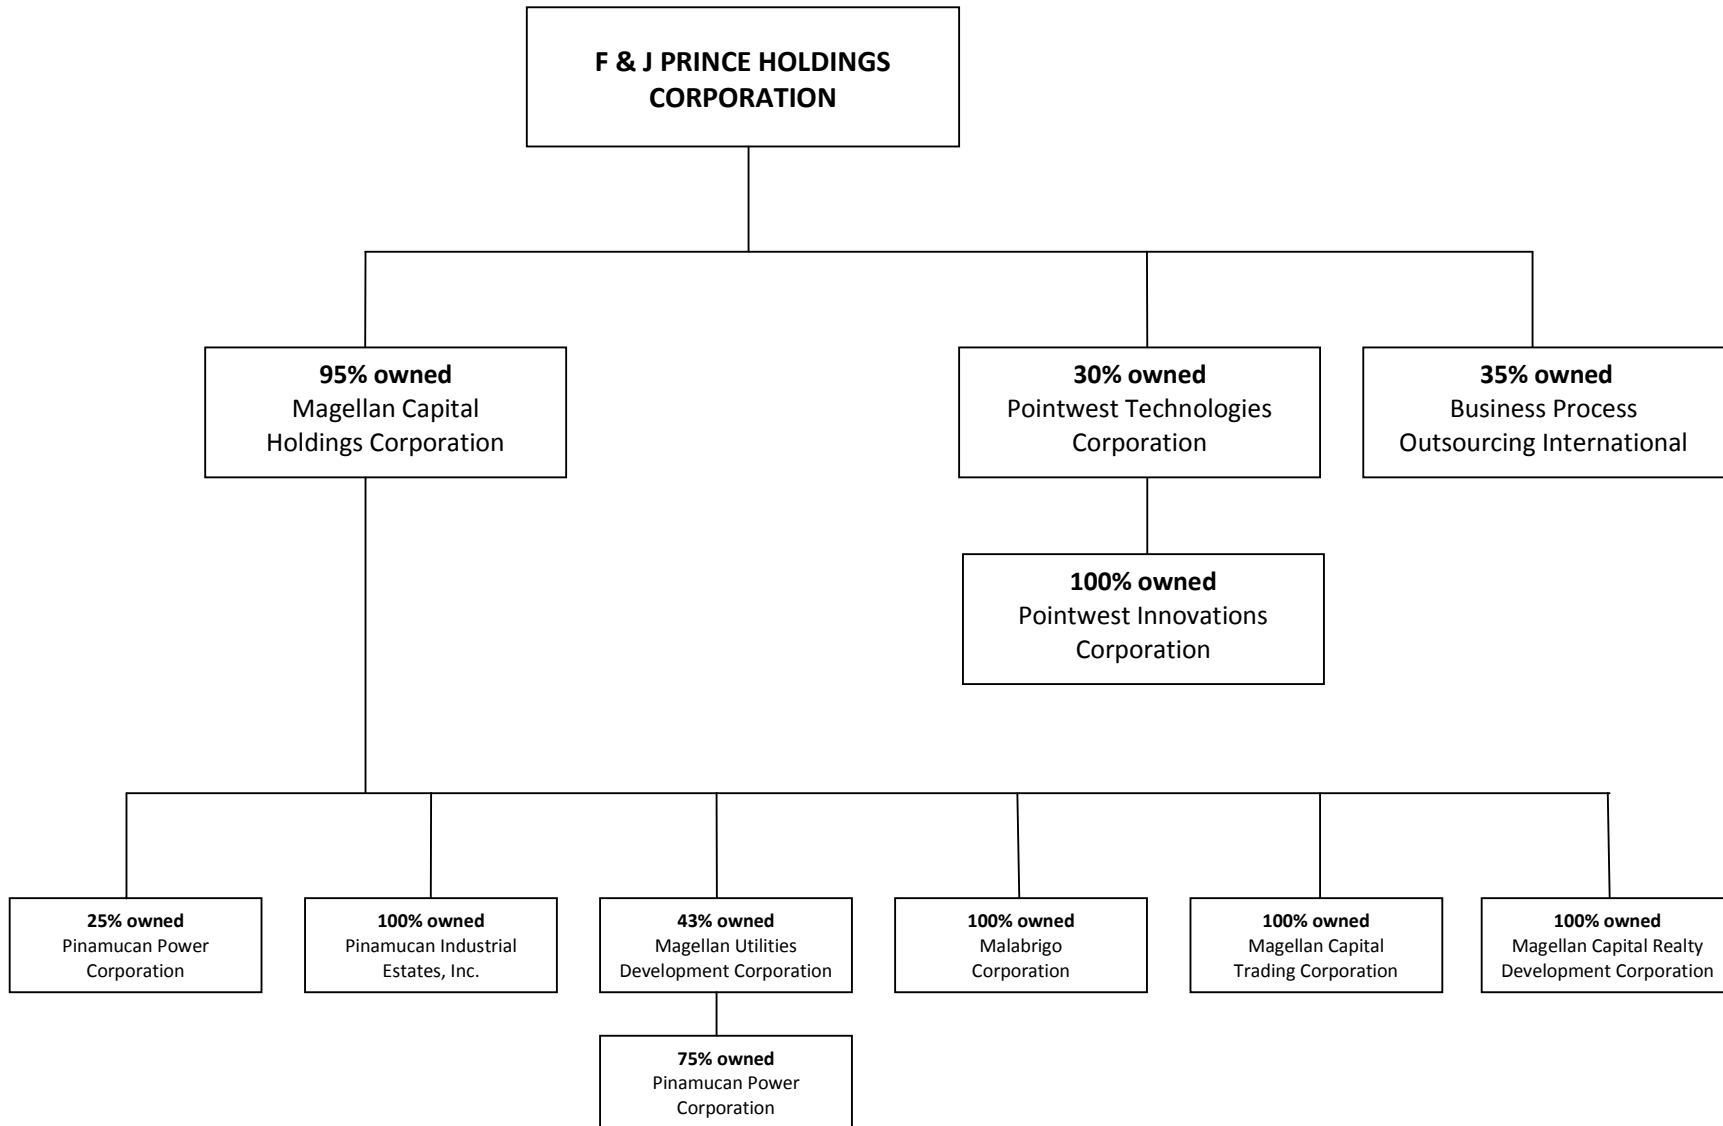 F & J PRINCE HOLDINGS
CORPORATION
95% owned
Magellan Capital
Holdings Corporation
30% owned
Pointwest Technologies
Corporation
35% owned
Business Process
Outsourcing International
100% owned
Pointwest Innovations
Corporation
25% owned
Pinamucan Power
Corporation
100% owned
Pinamucan Industrial
Estates, Inc.
43% owned
Magellan Utilities
Development Corporation
100% owned
Malabrigo
Corporation
100% owned
Magellan Capital
Trading Corporation
100% owned
Magellan Capital Realty
Development Corporation
75% owned
Pinamucan Power
Corporation